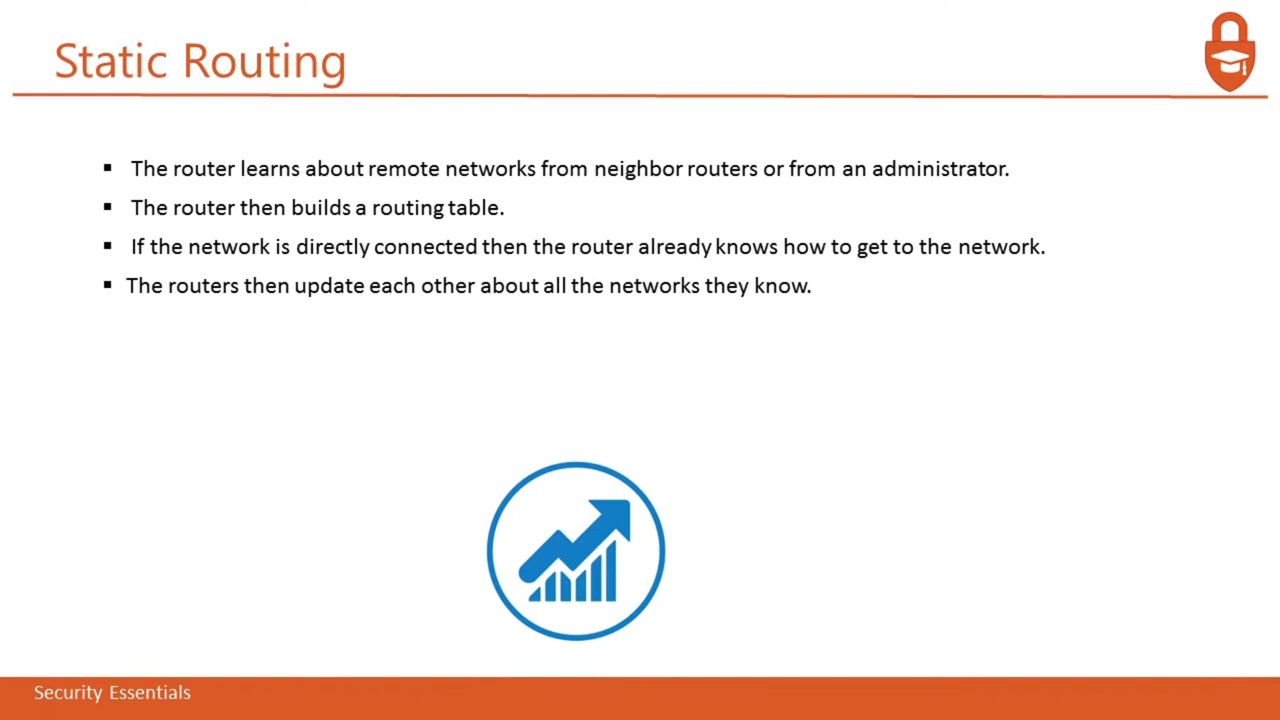 Static Routing
▪ The router learns about remote networks from neighbor routers or from an administrator.
▪ The router then builds a routing table.
▪ If the network is directly connected then the router already knows how to get to the network.
▪ The routers then update each other about all the networks they know.
Security Essentials